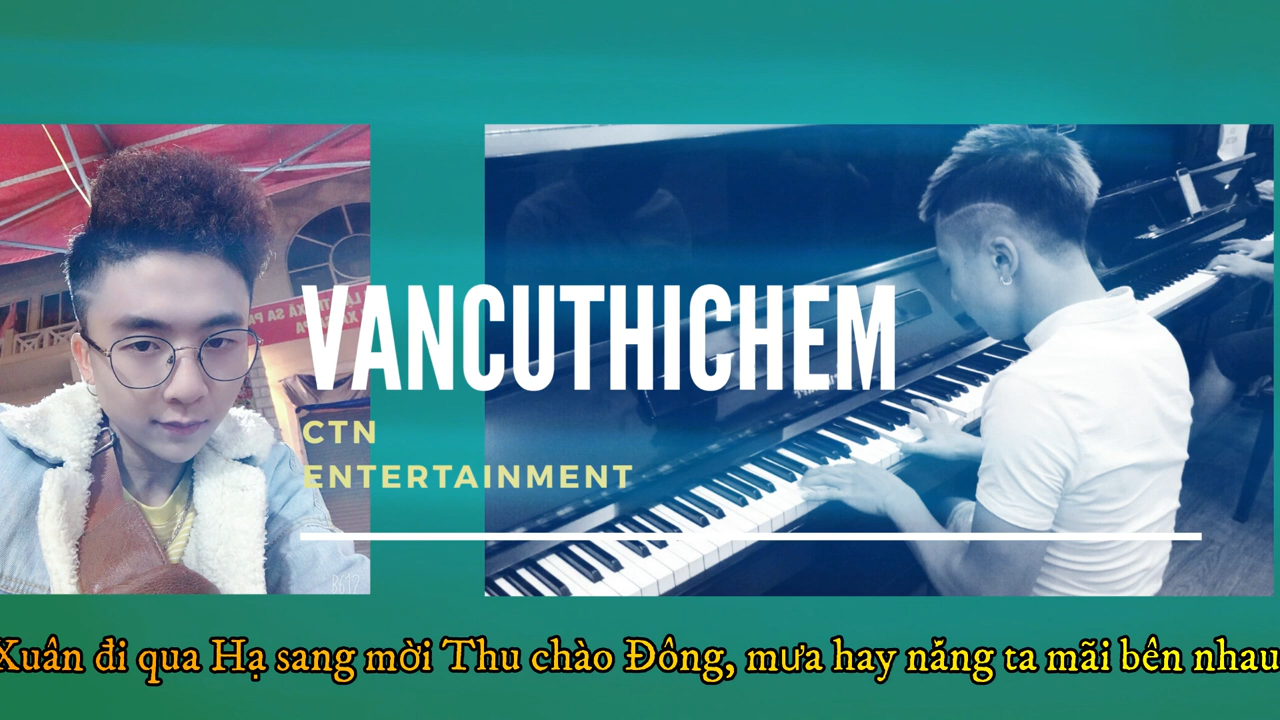 VANCUTHICHEM
CTN
ENTERTAINMENT
B612
Xuân đi qua Hạ sang mời Thu chào Đông, mưa hay nắng ta mãi bên nhau